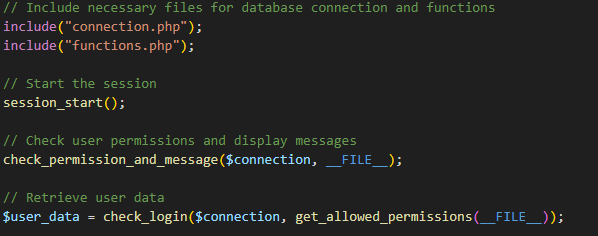 // Include necessary files for database connection and functions
include("connection.php");
include("functions.php");
// Start the session
session_start();
// Check user permissions and display messages
check_permission_and_message($connection, __FILE__);
// Retrieve user data
$user_data = check_login($connection, get_allowed_permissions(__FILE__));